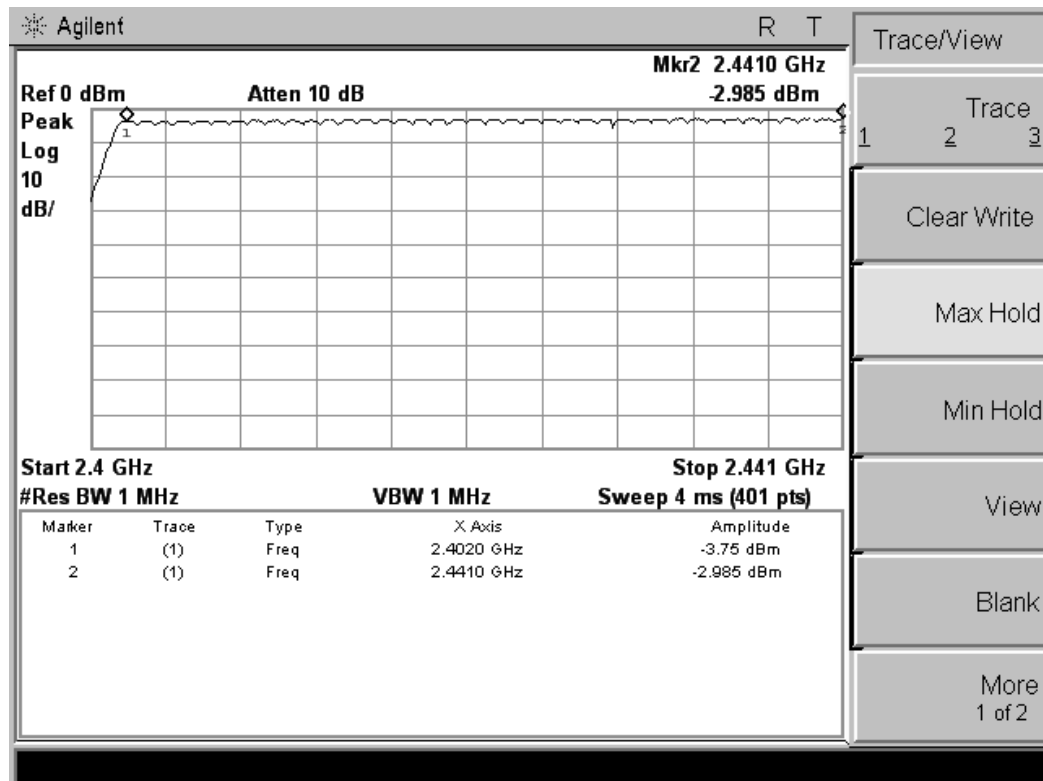 Agilent R T
Mkr2 2.4410 GHz
Ref 0 dBm Atten 10 dB -2.985 dBm
Peak
Log
10
dB/
1
2
Start 2.4 GHz Stop 2.441 GHz
#Res BW 1 MHz VBW 1 MHz Sweep 4 ms (401 pts)
Marker Trace Type X Axis Amplitude
1 (1) Freq 2.4020 GHz -3.75 dBm
2 (1) Freq 2.4410 GHz -2.985 dBm
Trace/View
Trace
1 2 3
Clear Write
Max Hold
Min Hold
View
Blank
More
1 of 2